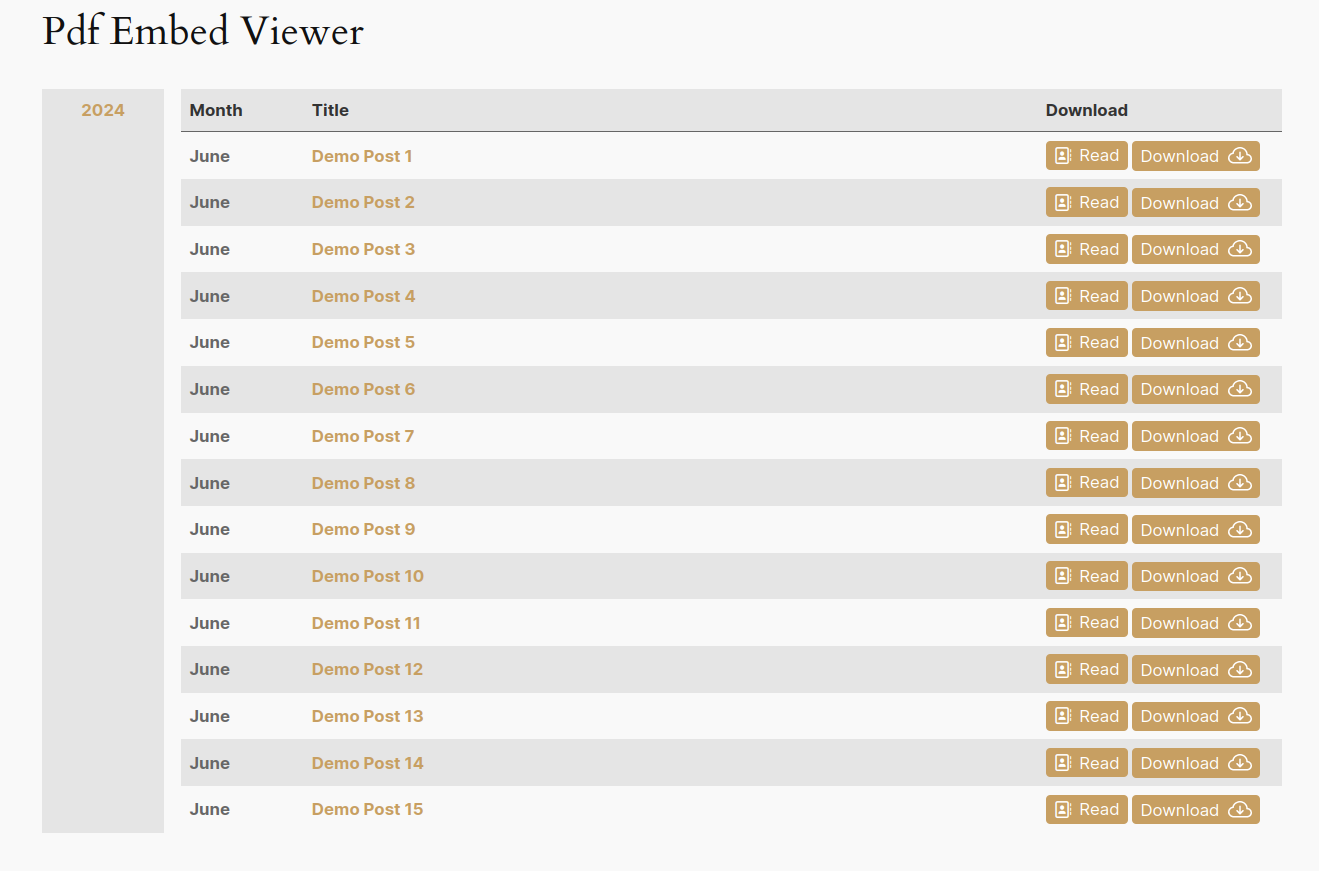 Pdf Embed Viewer
2024 Month Title Download
June Demo Post 1 Read Download
June Demo Post 2 Read Download
June Demo Post 3 Read Download
June Demo Post 4 Read Download
June Demo Post 5 Read Download
June Demo Post 6 Read Download
June Demo Post 7 Read Download
June Demo Post 8 Read Download
June Demo Post 9 Read Download
June Demo Post 10 Read Download
June Demo Post 11 Read Download
June Demo Post 12 Read Download
June Demo Post 13 Read Download
June Demo Post 14 Read Download
June Demo Post 15 Read Download